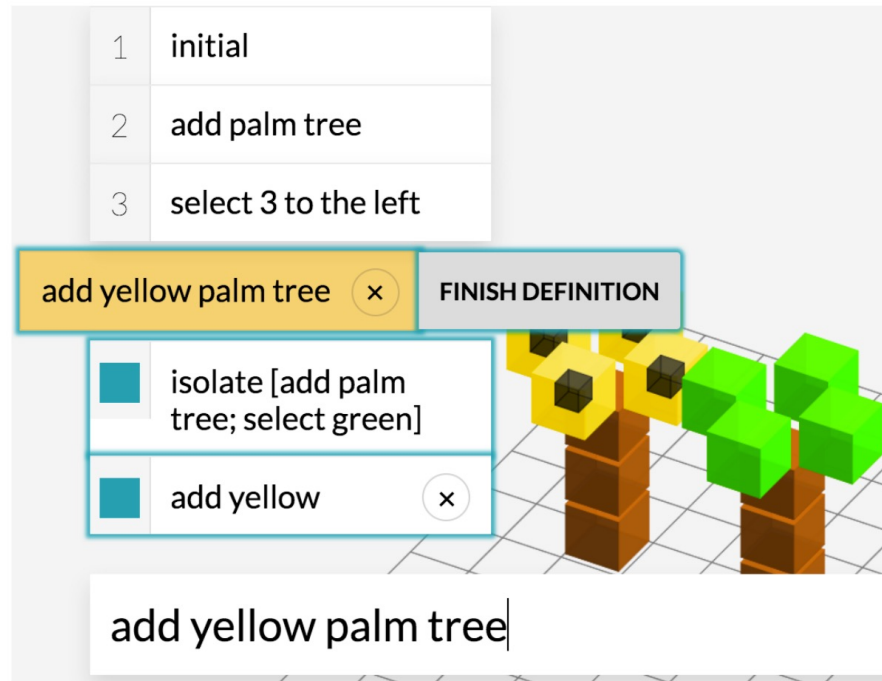 1 initial
2 add palm tree
3 select 3 to the left
add yellow palm tree × FINISH DEFINITION
isolate [add palm
tree; select green]
add yellow ×
add yellow palm tree